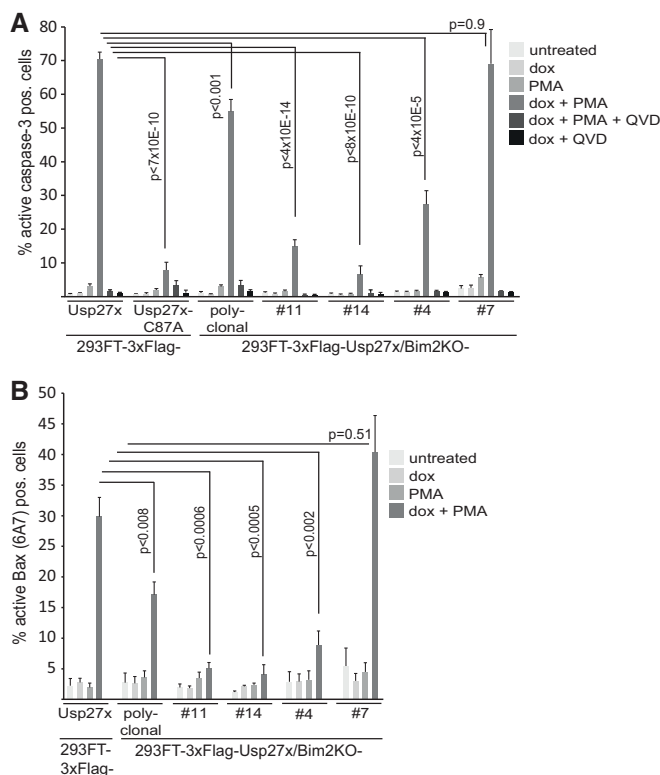 A
% active caspase-3 pos. cells
80
70
60
50
40
30
20
10
p<7x10E-10
p<0.001
p<4x10E-14
p<8x10E-10
p<4x10E-5
p=0.9
untreated
dox
PMA
dox + PMA
dox + PMA + QVD
dox + QVD
Usp27x
Usp27x-
C87A
poly-
clonal
#11
#14
#4
#7
293FT-3xFlag-
293FT-3xFlag-Usp27x/Bim2KO-
B
% active Bax (6A7) pos. cells
50
45
40
35
30
25
20
15
10
5
p<0.008
p<0.0006
p<0.0005
p<0.002
p=0.51
untreated
dox
PMA
dox + PMA
Usp27x
poly-
clonal
#11
#14
#4
#7
293FT-
3xFlag-
293FT-3xFlag-Usp27x/Bim2KO-